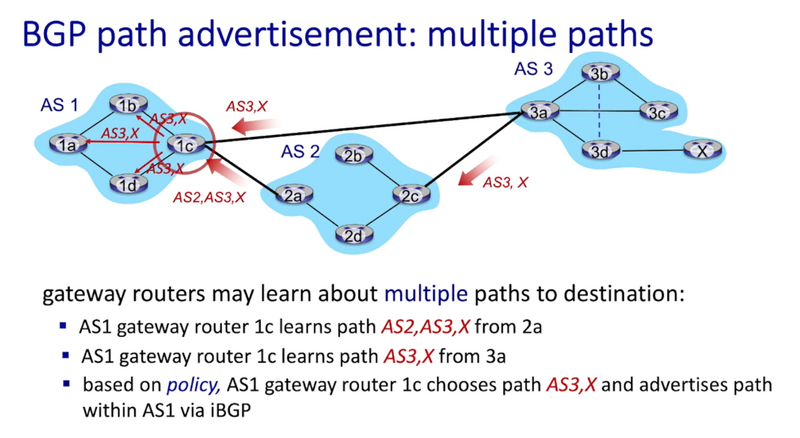 BGP path advertisement: multiple paths
AS 3
3b
AS 1
1b
AS3,X
3a
3c
AS3,X
AS3,X
1a
1c
AS 2
2b
3d
X
AS3,X
1d
AS3, X
AS2,AS3,X
2a
2c
2d
gateway routers may learn about multiple paths to destination:
▪ AS1 gateway router 1c learns path AS2,AS3,X from 2a
▪ AS1 gateway router 1c learns path AS3,X from 3a
▪ based on policy, AS1 gateway router 1c chooses path AS3,X and advertises path
within AS1 via iBGP